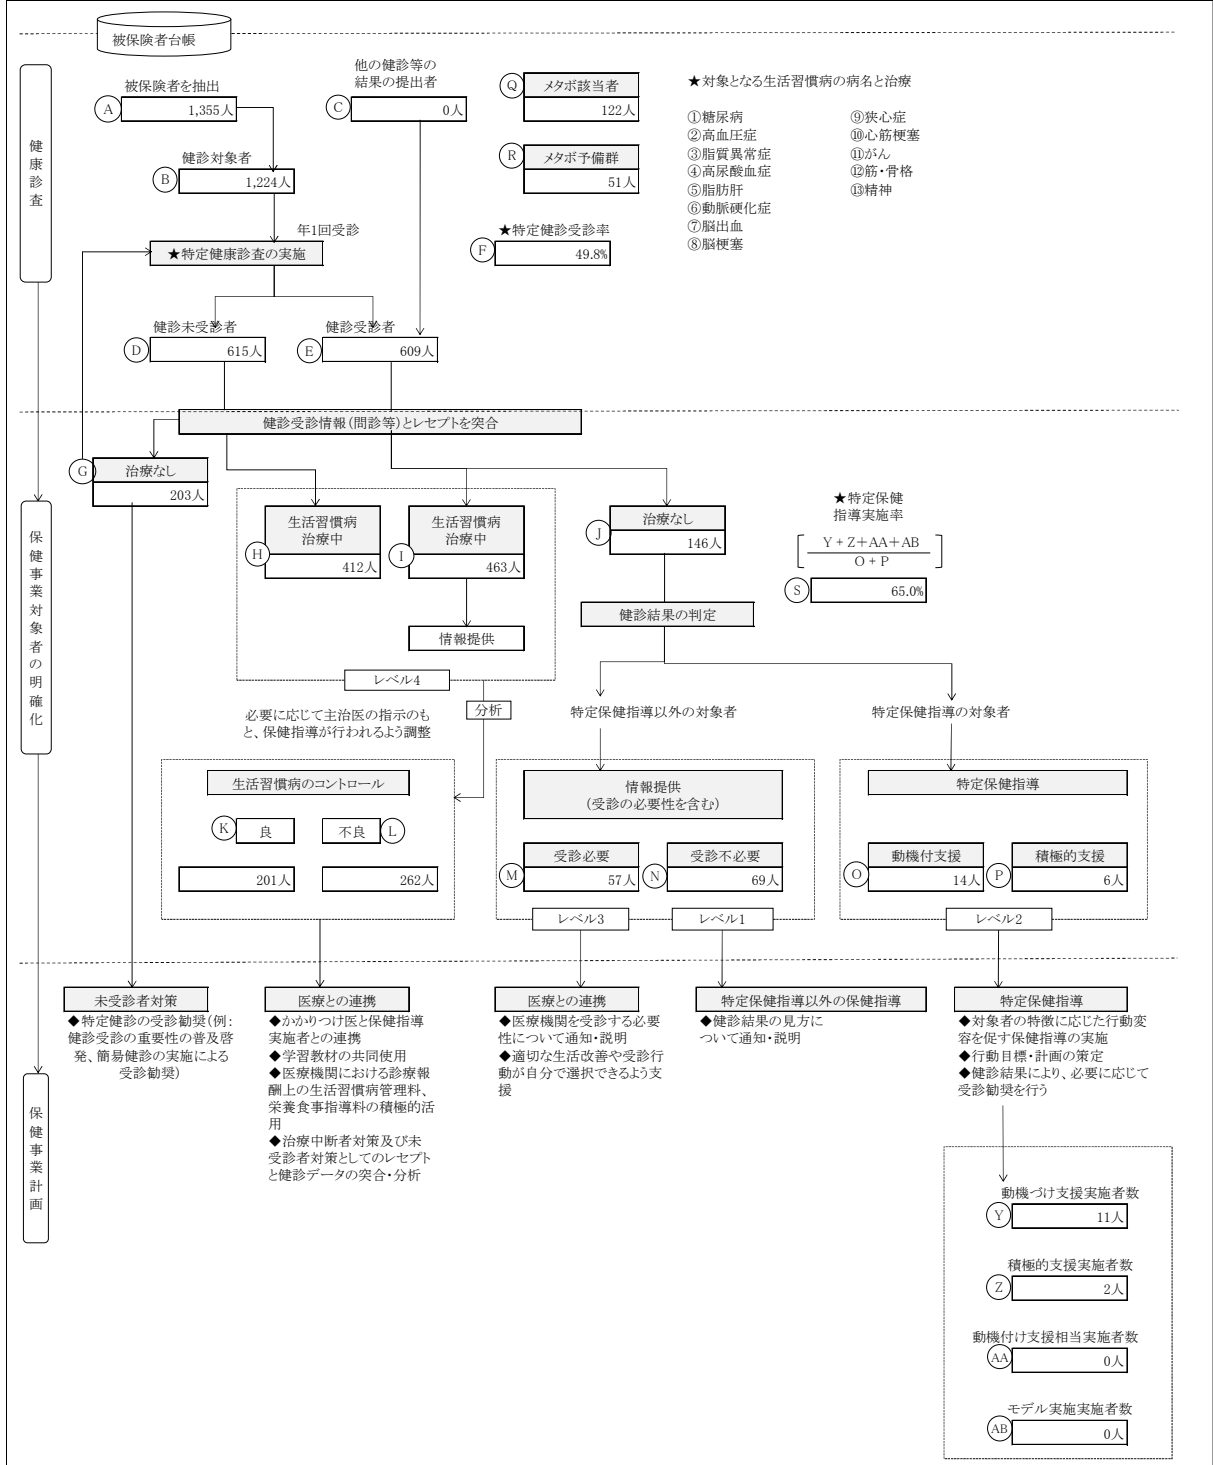 被保険者台帳
健康診査
被保険者を抽出
A
1,355人
他の健診等の
結果の提出者
C
0人
Q
メタボ該当者
122人
R
メタボ予備群
51人
★対象となる生活習慣病の病名と治療
①糖尿病
②高血圧症
③脂質異常症
④高尿酸血症
⑤脂肪肝
⑥動脈硬化症
⑦脳出血
⑧脳梗塞
⑨狭心症
⑩心筋梗塞
⑪がん
⑫筋・骨格
⑬精神
健診対象者
B
1,224人
年1回受診
★特定健康診査の実施
★特定健診受診率
F
49.8%
健診未受診者
D
615人
健診受診者
E
609人
保健事業対象者の明確化
健診受診情報(問診等)とレセプトを突合
G
治療なし
203人
H
生活習慣病
治療中
412人
I
生活習慣病
治療中
463人
情報提供
レベル4
J
治療なし
146人
健診結果の判定
★特定保健
指導実施率
Y+Z+AA+AB
O+P
S
65.0%
必要に応じて主治医の指示のも
と、保健指導が行われるよう調整
分析
特定保健指導以外の対象者
特定保健指導の対象者
生活習慣病のコントロール
K
良
不良
L
201人
262人
情報提供
(受診の必要性を含む)
M
受診必要
57人
N
受診不必要
69人
レベル3
レベル1
特定保健指導
O
動機付支援
14人
P
積極的支援
6人
レベル2
保健事業計画
未受診者対策
◆特定健診の受診勧奨(例:
健診受診の重要性の普及啓
発、簡易健診の実施による
受診勧奨)
医療との連携
◆かかりつけ医と保健指導
実施者との連携
◆学習教材の共同使用
◆医療機関における診療報
酬上の生活習慣病管理料、
栄養食事指導料の積極的活
用
◆治療中断者対策及び未
受診者対策としてのレセプト
と健診データの突合・分析
医療との連携
◆医療機関を受診する必要
性について通知・説明
◆適切な生活改善や受診行
動が自分で選択できるよう支
援
特定保健指導以外の保健指導
◆健診結果の見方に
ついて通知・説明
特定保健指導
◆対象者の特徴に応じた行動変
容を促す保健指導の実施
◆行動目標・計画の策定
◆健診結果により、必要に応じて
受診勧奨を行う
動機づけ支援実施者数
Y
11人
積極的支援実施者数
Z
2人
動機付け支援相当実施者数
AA
0人
モデル実施実施者数
AB
0人